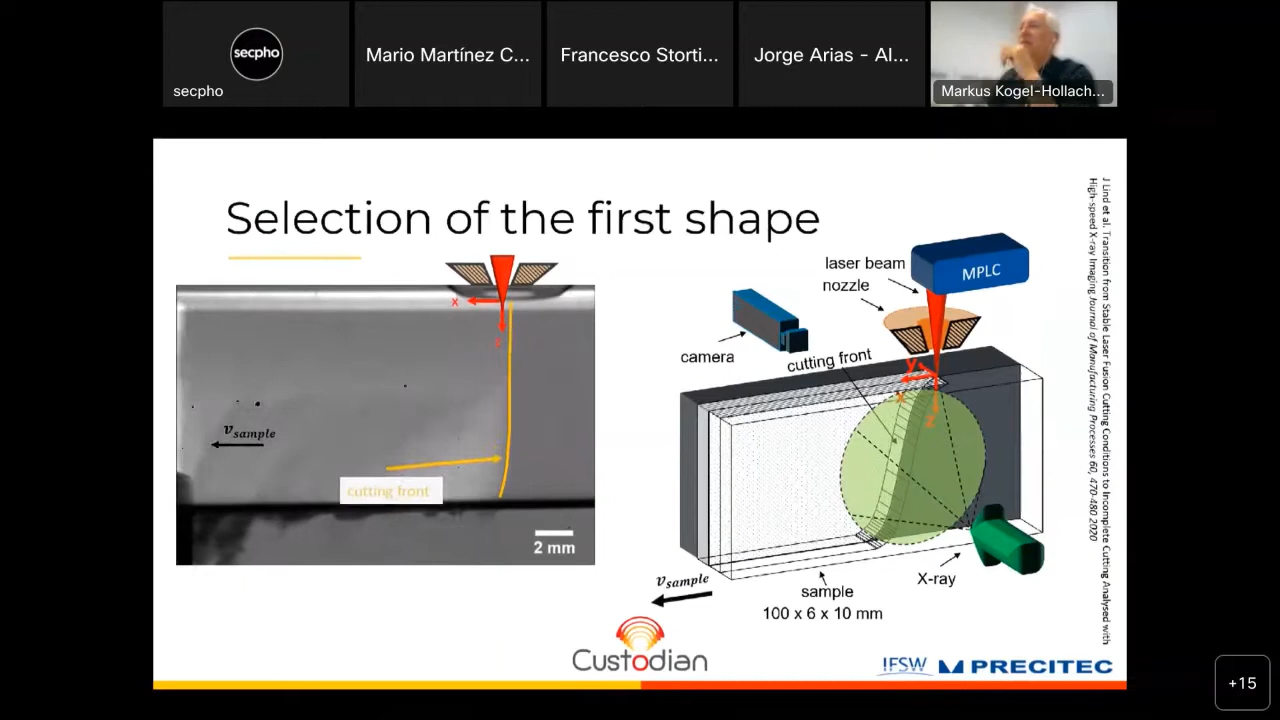 secpho
secpho
Mario Martínez C...
Francesco Storti...
Jorge Arias - Al...
Markus Kogel-Hollach...
Selection of the first shape
x
z
v_sample
cutting front
2 mm
laser beam
nozzle
MPLC
camera
cutting front
y
x
z
v_sample
sample
100 x 6 x 10 mm
X-ray
J Lind et al. Transition from Stable Laser Fusion Cutting Conditions to Incomplete Cutting Analysed with
High-speed X-ray Imaging Journal of Manufacturing Processes 60, 470-480 2020
Custodian
IFSW
PRECITEC
+15